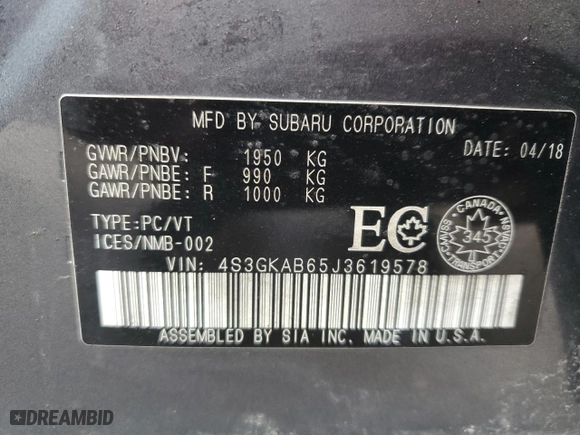 MFD BY SUBARU CORPORATION
GVWR/PNBV: 1950 KG DATE: 04/18
GAWR/PNBE: F 990 KG
GAWR/PNBE: R 1000 KG
TYPE:PC/VT
ICES/NMB-002
EC
CANADA
345
TRANSPORT
VIN: 4S3GKAB65J3619578
ASSEMBLED BY SIA INC, MADE IN U.S.A.
DREAMBID